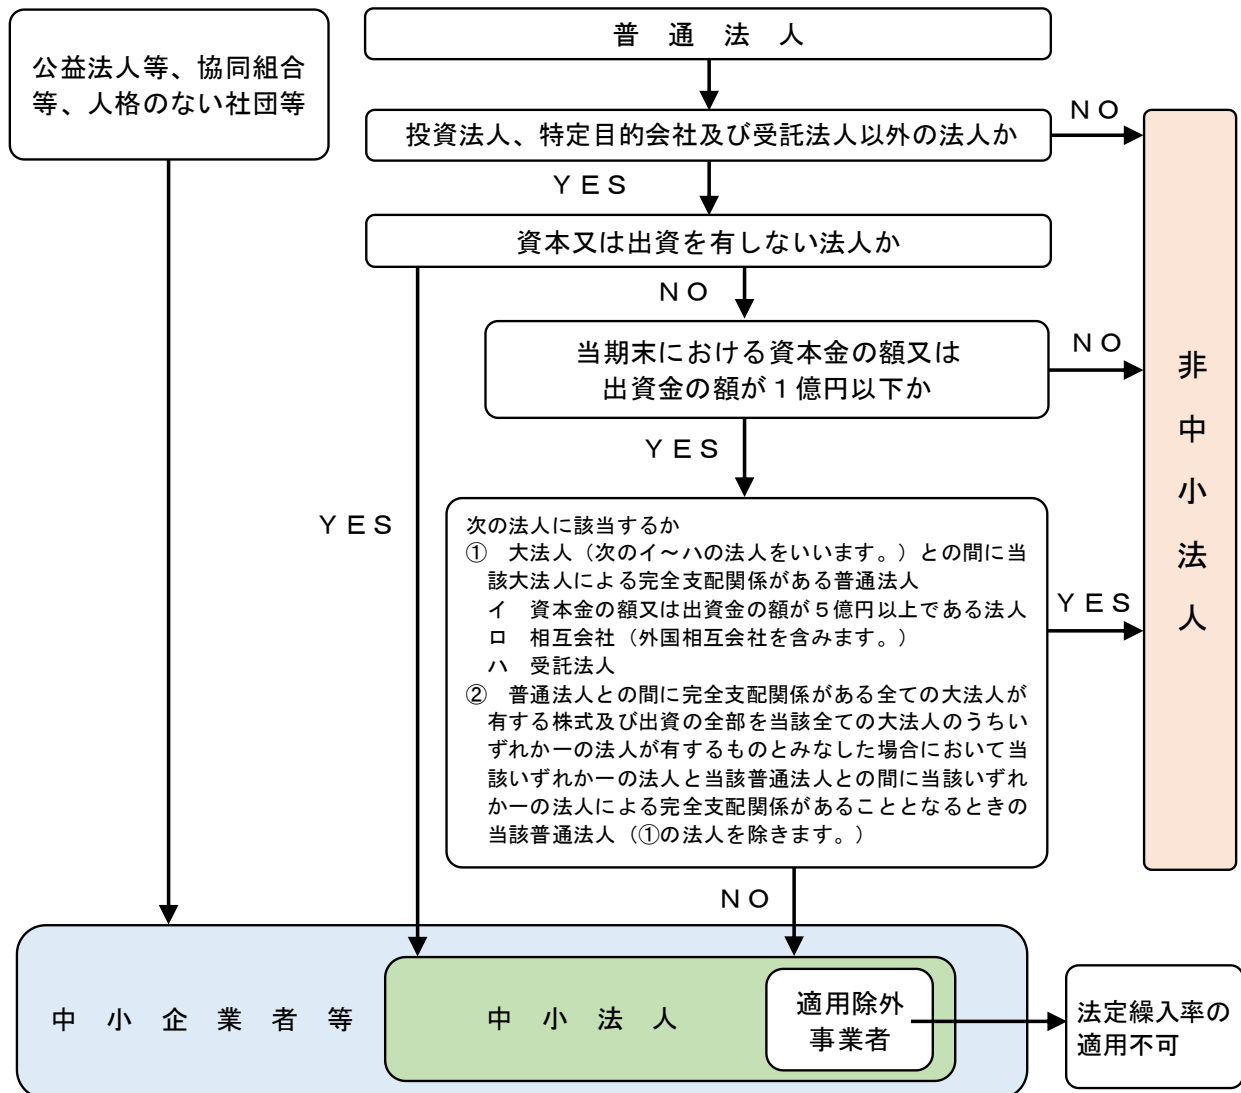 公益法人等、協同組合
等、人格のない社団等
普通法人
投資法人、特定目的会社及び受託法人以外の法人か
NO
YES
資本又は出資を有しない法人か
NO
当期末における資本金の額又は
出資金の額が１億円以下か
NO
YES
YES
次の法人に該当するか
①　大法人（次のイ～ハの法人をいいます。）との間に当
該大法人による完全支配関係がある普通法人
イ　資本金の額又は出資金の額が５億円以上である法人
ロ　相互会社（外国相互会社を含みます。）
ハ　受託法人
②　普通法人との間に完全支配関係がある全ての大法人が
有する株式及び出資の全部を当該全ての大法人のうちい
ずれか一の法人が有するものとみなした場合において当
該いずれか一の法人と当該普通法人との間に当該いずれ
か一の法人による完全支配関係があることとなるときの
当該普通法人（①の法人を除きます。）
YES
NO
非中小法人
中小企業者等
中小法人
適用除外
事業者
法定繰入率の
適用不可